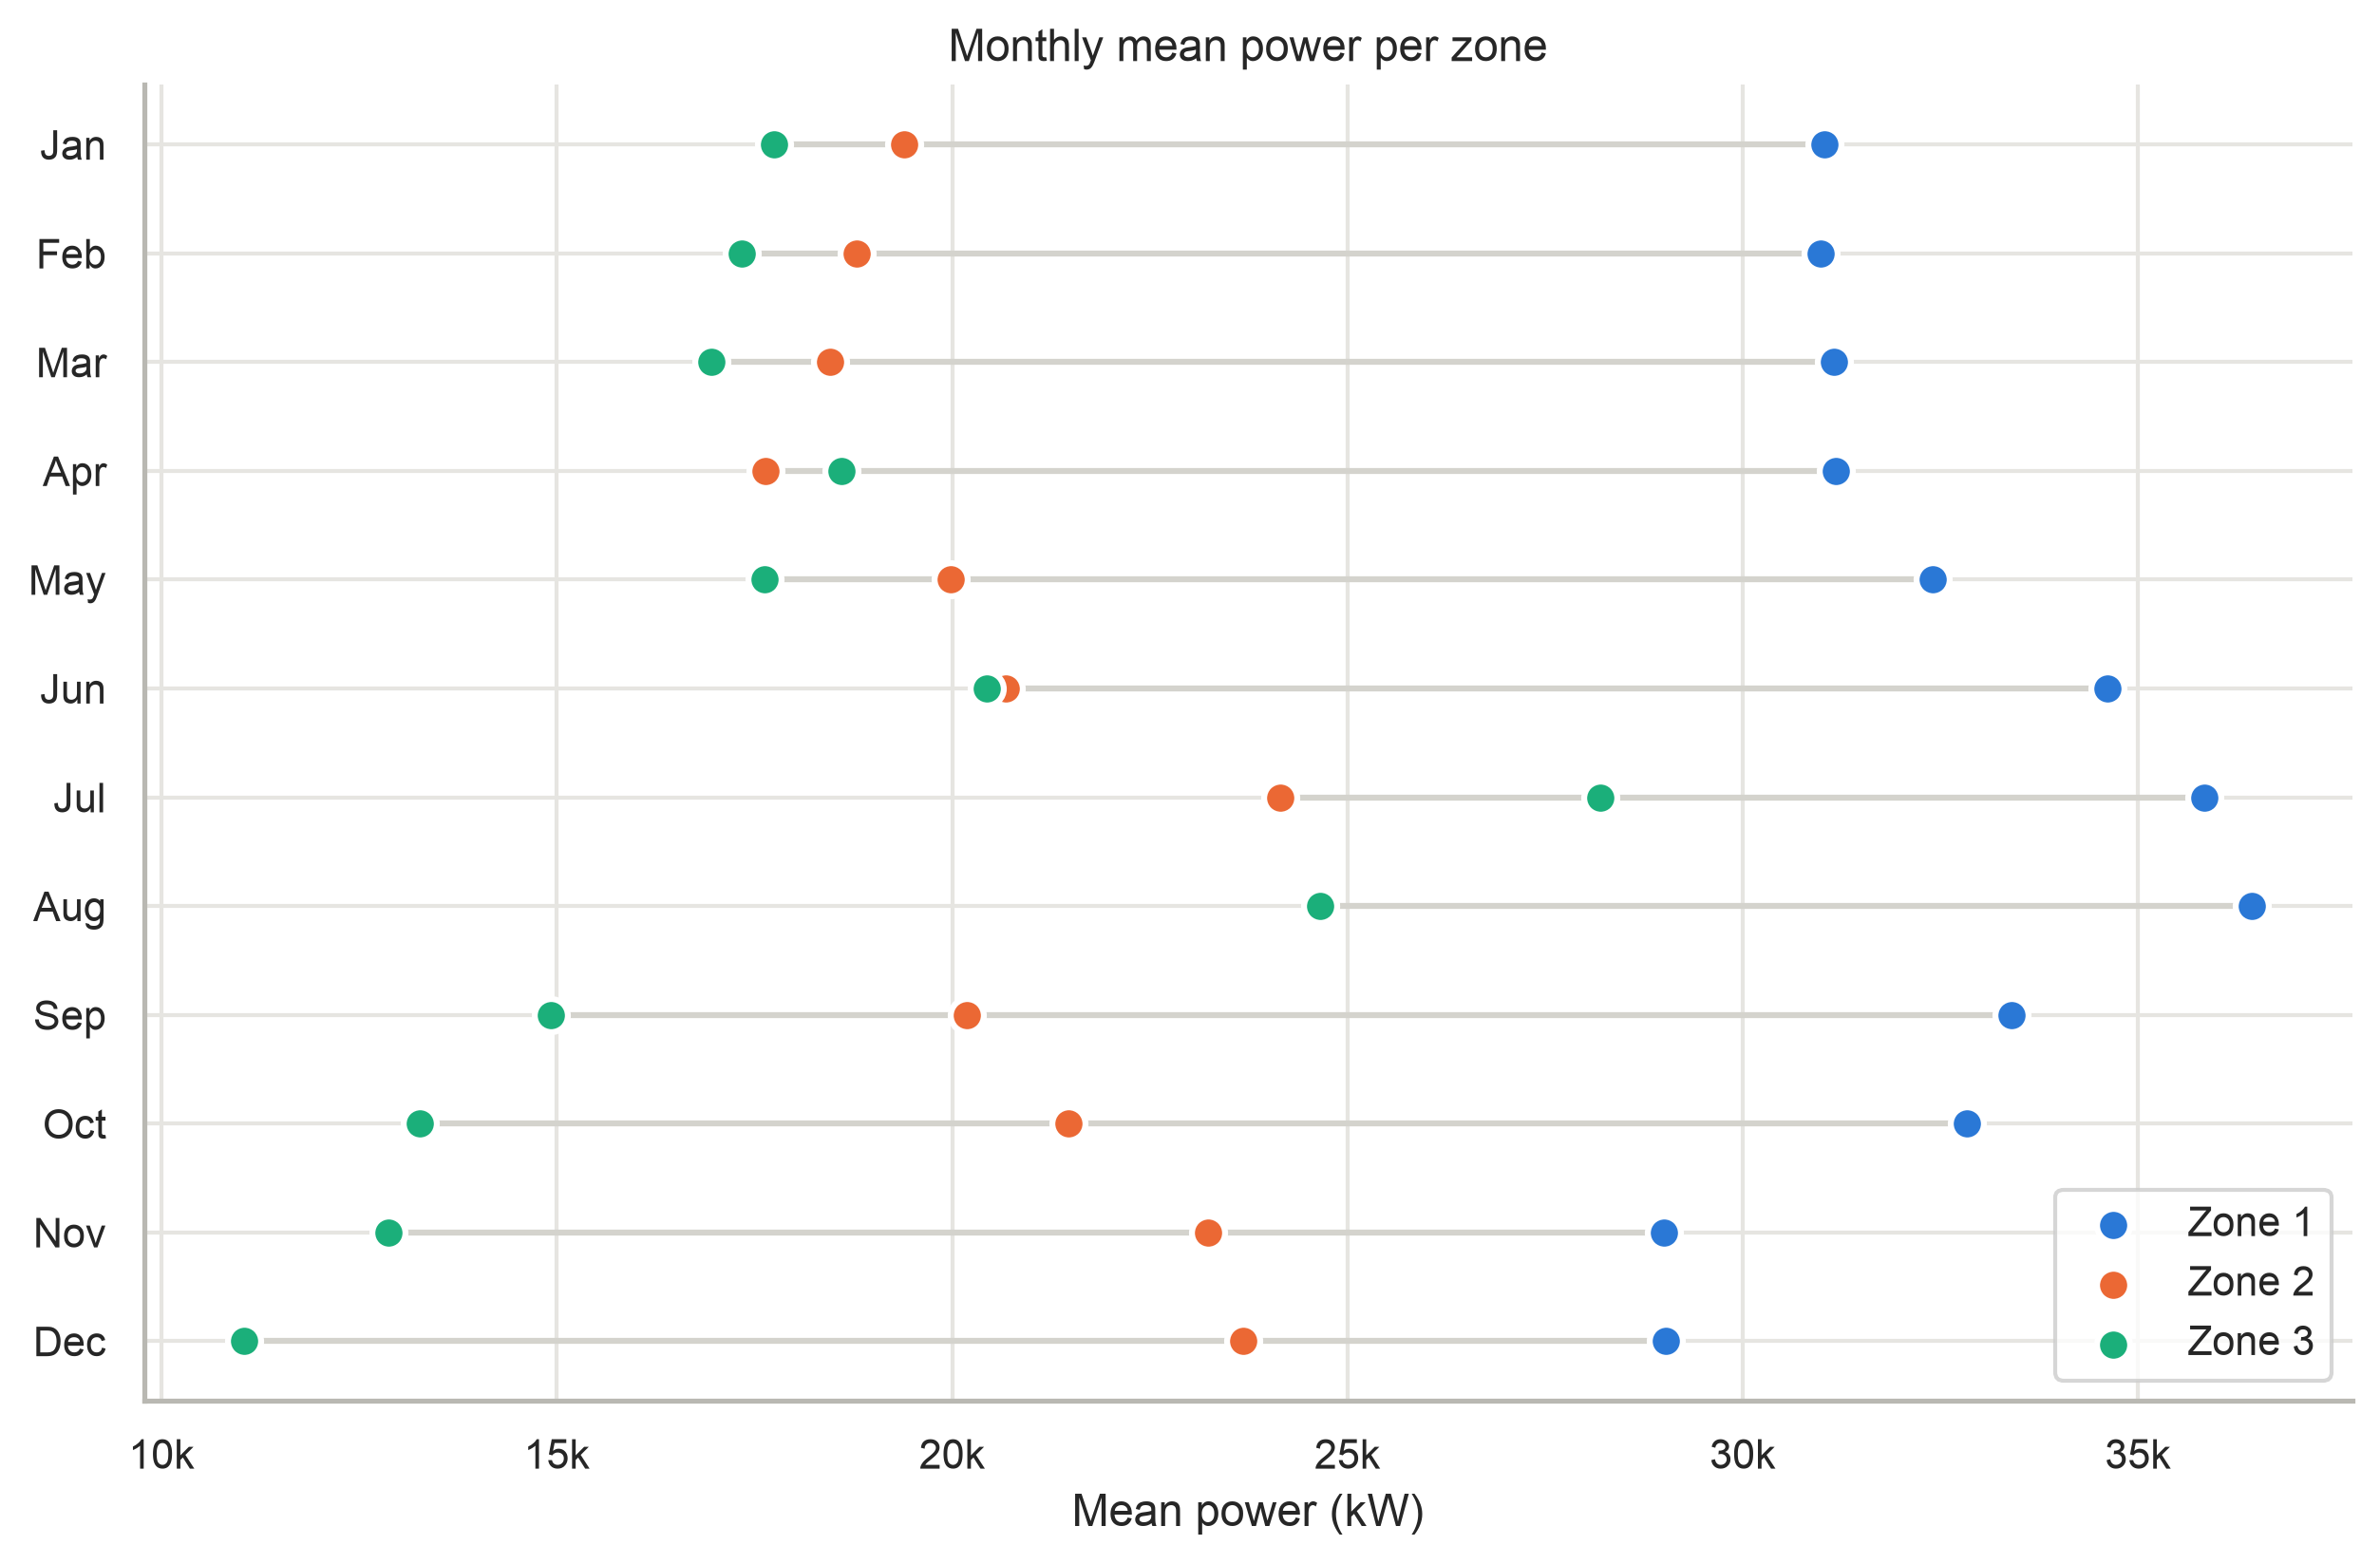 Monthly mean power per zone
Jan
Feb
Mar
Apr
May
Jun
Jul
Aug
Sep
Oct
Nov
Dec
Zone 1
Zone 2
Zone 3
10k 15k 20k 25k 30k 35k
Mean power (kW)